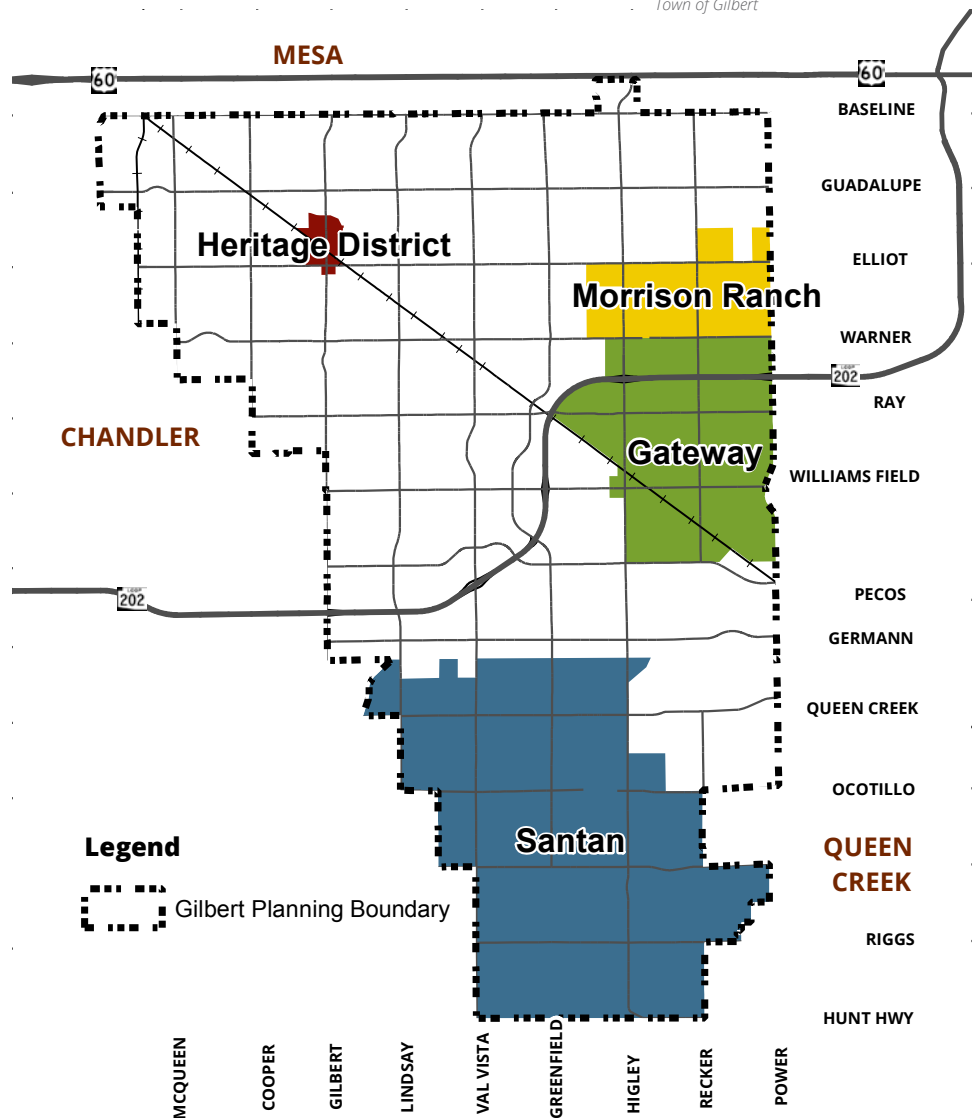 Town of Gilbert
MESA
60
60
BASELINE
GUADALUPE
Heritage District
ELLIOT
Morrison Ranch
WARNER
LOOP
202
RAY
CHANDLER
Gateway
WILLIAMS FIELD
LOOP
202
PECOS
GERMANN
QUEEN CREEK
OCOTILLO
Santan
Legend
QUEEN
CREEK
Gilbert Planning Boundary
RIGGS
HUNT HWY
MCQUEEN
COOPER
GILBERT
LINDSAY
VAL VISTA
GREENFIELD
HIGLEY
RECKER
POWER